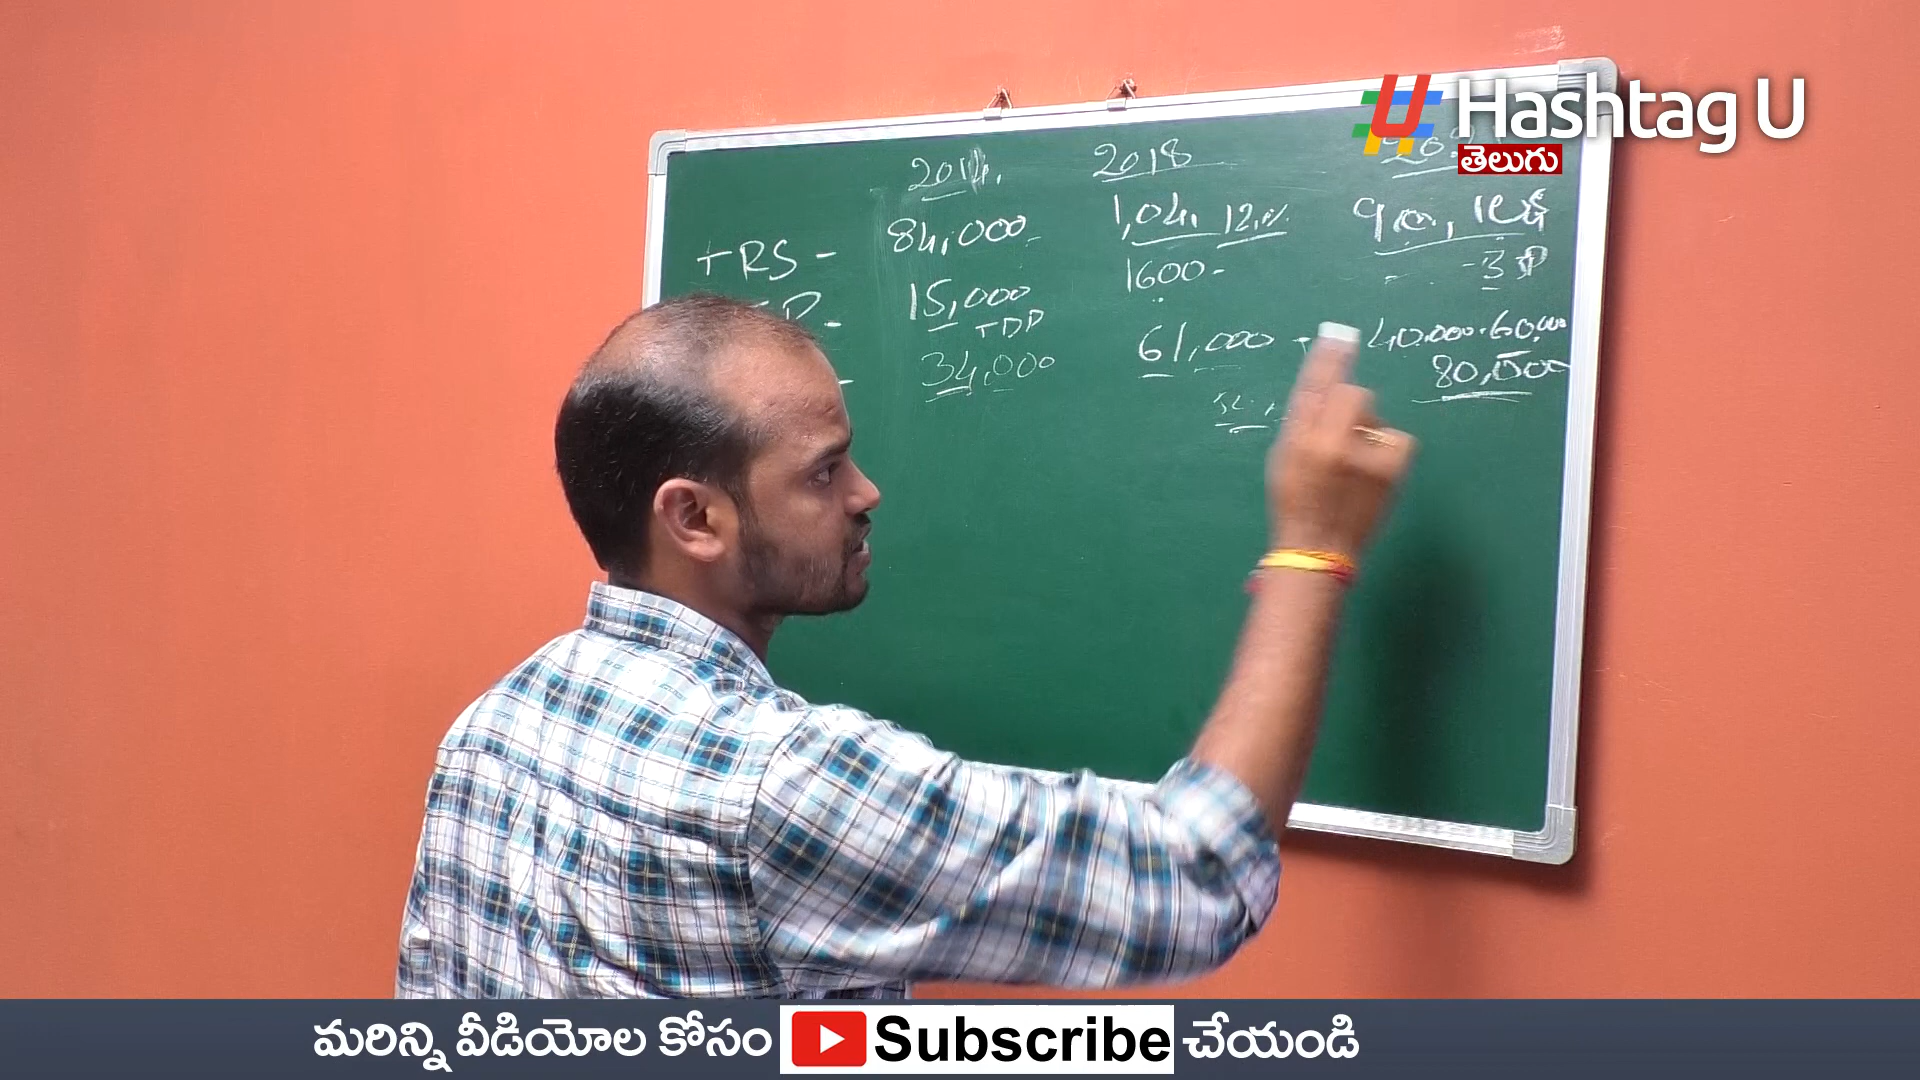 Hashtag U
తెలుగు
2014. 2018
TRS - 84,000 1,04, 12.%
15,000 1600-
TDP
34,000 61,000 - 40,000-60,000
80,000
మరిన్ని వీడియోల కోసం Subscribe చేయండి